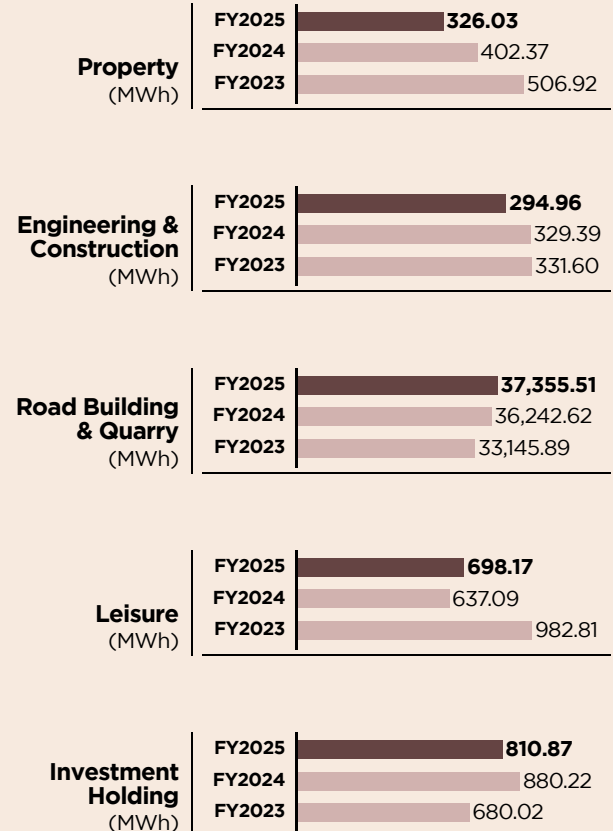 Property
(MWh)
FY2025 326.03
FY2024 402.37
FY2023 506.92
Engineering &
Construction
(MWh)
FY2025 294.96
FY2024 329.39
FY2023 331.60
Road Building
& Quarry
(MWh)
FY2025 37,355.51
FY2024 36,242.62
FY2023 33,145.89
Leisure
(MWh)
FY2025 698.17
FY2024 637.09
FY2023 982.81
Investment
Holding
(MWh)
FY2025 810.87
FY2024 880.22
FY2023 680.02